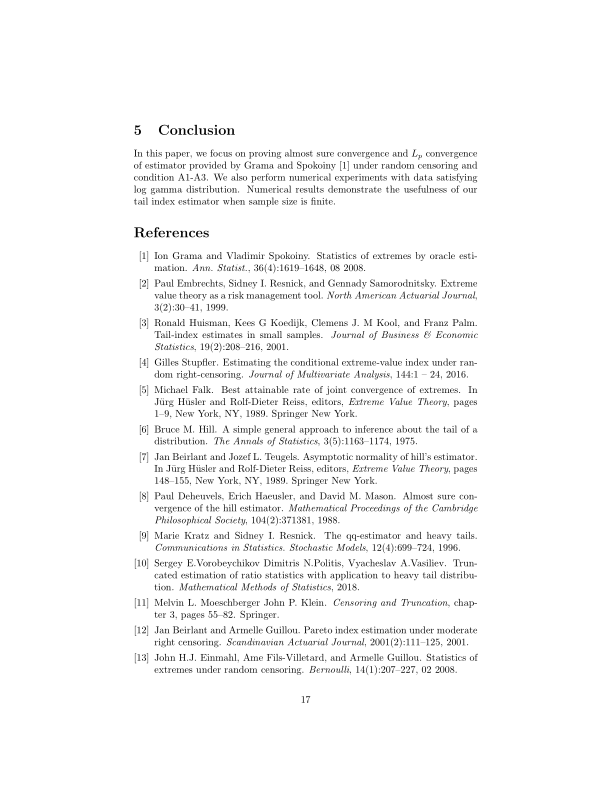 5 Conclusion
In this paper, we focus on proving almost sure convergence and L_p convergence
of estimator provided by Grama and Spokoiny [1] under random censoring and
condition A1-A3. We also perform numerical experiments with data satisfying
log gamma distribution. Numerical results demonstrate the usefulness of our
tail index estimator when sample size is finite.
References
[1] Ion Grama and Vladimir Spokoiny. Statistics of extremes by oracle esti-
mation. Ann. Statist., 36(4):1619–1648, 08 2008.
[2] Paul Embrechts, Sidney I. Resnick, and Gennady Samorodnitsky. Extreme
value theory as a risk management tool. North American Actuarial Journal,
3(2):30–41, 1999.
[3] Ronald Huisman, Kees G Koedijk, Clemens J. M Kool, and Franz Palm.
Tail-index estimates in small samples. Journal of Business & Economic
Statistics, 19(2):208–216, 2001.
[4] Gilles Stupfler. Estimating the conditional extreme-value index under ran-
dom right-censoring. Journal of Multivariate Analysis, 144:1 – 24, 2016.
[5] Michael Falk. Best attainable rate of joint convergence of extremes. In
Jürg Hüsler and Rolf-Dieter Reiss, editors, Extreme Value Theory, pages
1–9, New York, NY, 1989. Springer New York.
[6] Bruce M. Hill. A simple general approach to inference about the tail of a
distribution. The Annals of Statistics, 3(5):1163–1174, 1975.
[7] Jan Beirlant and Jozef L. Teugels. Asymptotic normality of hill's estimator.
In Jürg Hüsler and Rolf-Dieter Reiss, editors, Extreme Value Theory, pages
148–155, New York, NY, 1989. Springer New York.
[8] Paul Deheuvels, Erich Haeusler, and David M. Mason. Almost sure con-
vergence of the hill estimator. Mathematical Proceedings of the Cambridge
Philosophical Society, 104(2):371381, 1988.
[9] Marie Kratz and Sidney I. Resnick. The qq-estimator and heavy tails.
Communications in Statistics. Stochastic Models, 12(4):699–724, 1996.
[10] Sergey E.Vorobeychikov Dimitris N.Politis, Vyacheslav A.Vasiliev. Trun-
cated estimation of ratio statistics with application to heavy tail distribu-
tion. Mathematical Methods of Statistics, 2018.
[11] Melvin L. Moeschberger John P. Klein. Censoring and Truncation, chap-
ter 3, pages 55–82. Springer.
[12] Jan Beirlant and Armelle Guillou. Pareto index estimation under moderate
right censoring. Scandinavian Actuarial Journal, 2001(2):111–125, 2001.
[13] John H.J. Einmahl, Ame Fils-Villetard, and Armelle Guillou. Statistics of
extremes under random censoring. Bernoulli, 14(1):207–227, 02 2008.
17